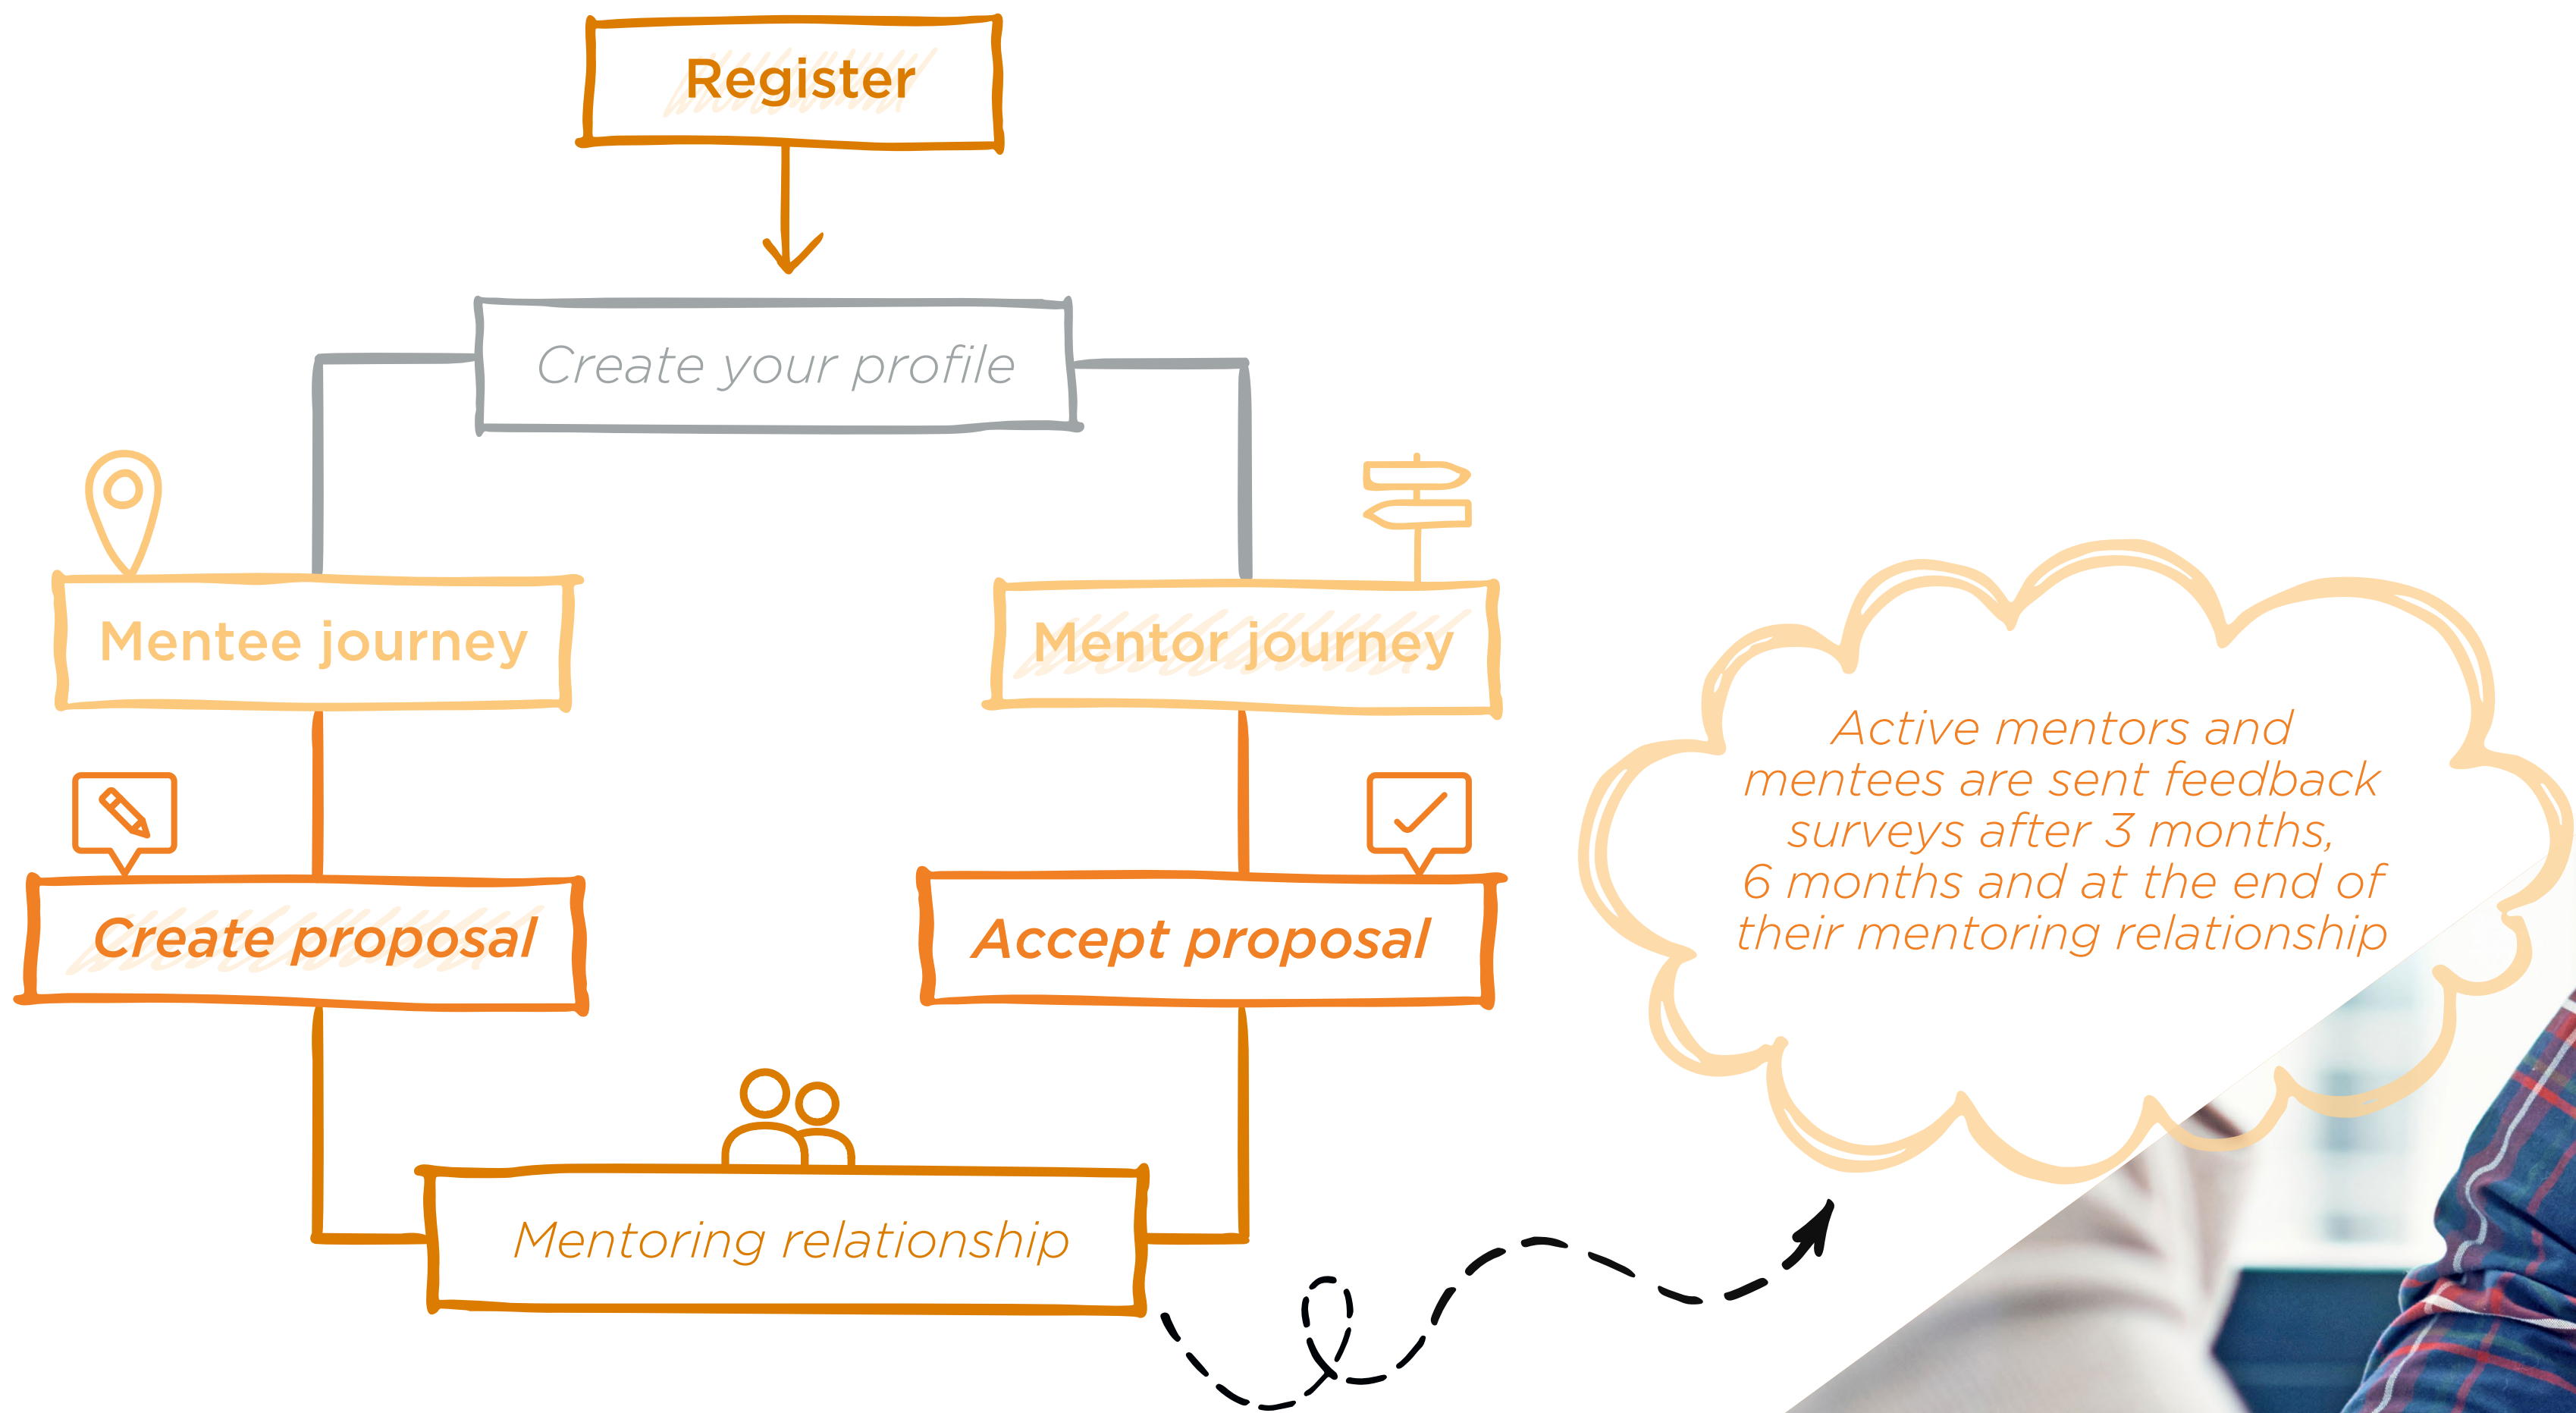 Register
Create your profile
Mentee journey
Mentor journey
Create proposal
Accept proposal
Mentoring relationship
Active mentors and
mentees are sent feedback
surveys after 3 months,
6 months and at the end of
their mentoring relationship